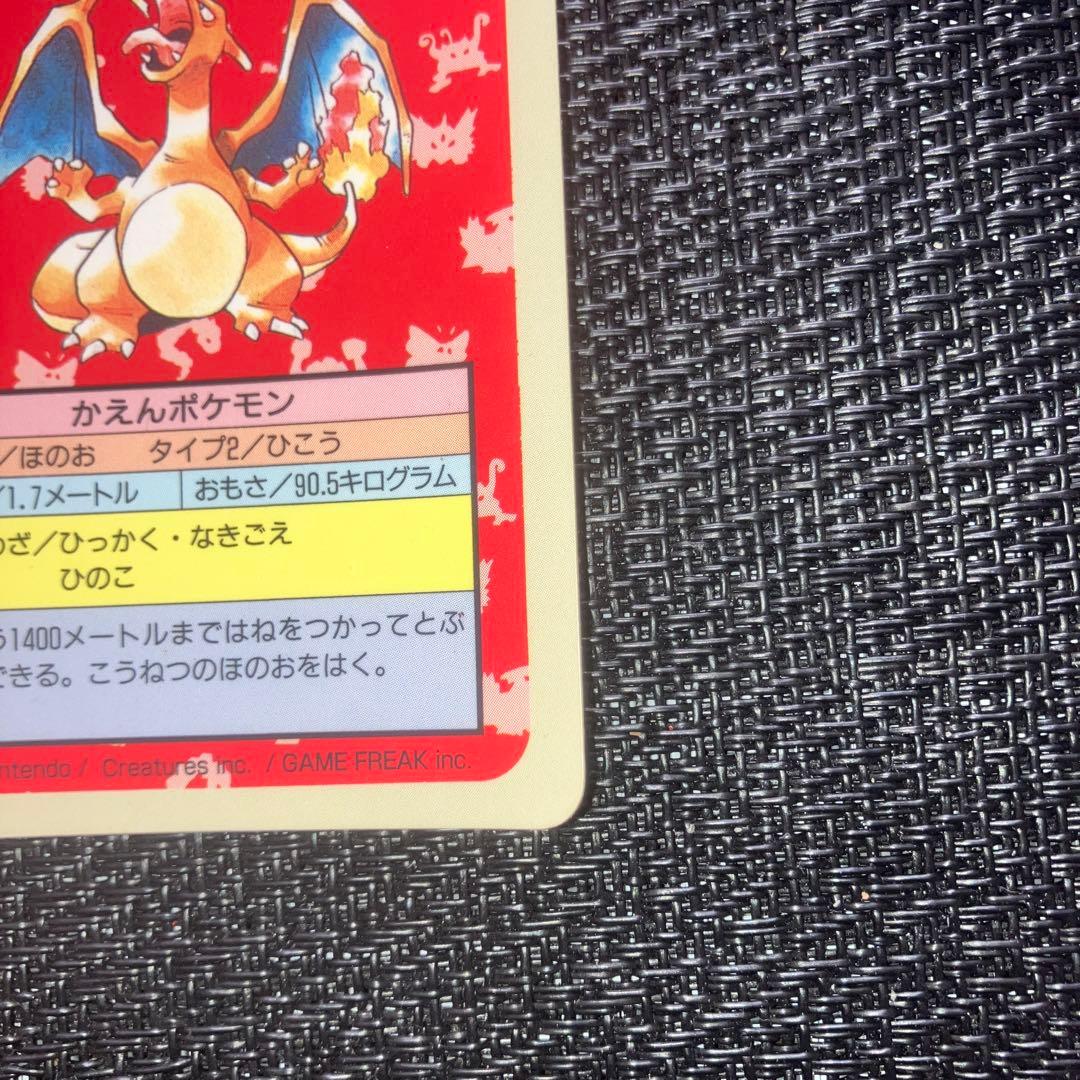 かえんポケモン
/ほのお タイプ2/ひこう
/1.7メートル おもさ/90.5キログラム
わざ/ひっかく・なきごえ
ひのこ
1400メートルまではねをつかってとぶ
できる。こうねつのほのおをはく。
ntendo / Creatures inc. / GAME FREAK inc.